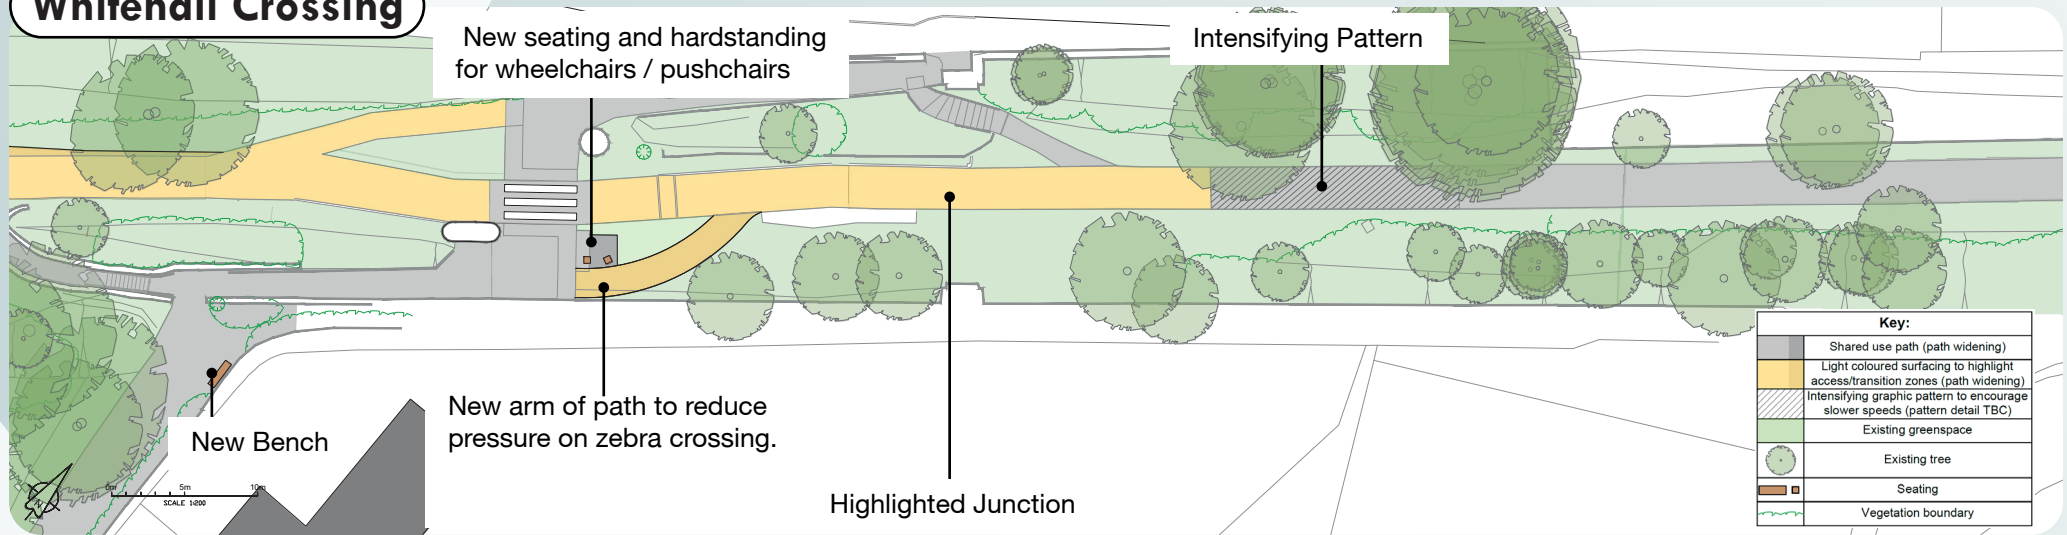 Whitehall Crossing
New seating and hardstanding
for wheelchairs / pushchairs
Intensifying Pattern
New arm of path to reduce
pressure on zebra crossing.
New Bench
Highlighted Junction
0m 5m 10m
SCALE 1:200
N
Key:
Shared use path (path widening)
Light coloured surfacing to highlight
access/transition zones (path widening)
Intensifying graphic pattern to encourage
slower speeds (pattern detail TBC)
Existing greenspace
Existing tree
Seating
Vegetation boundary